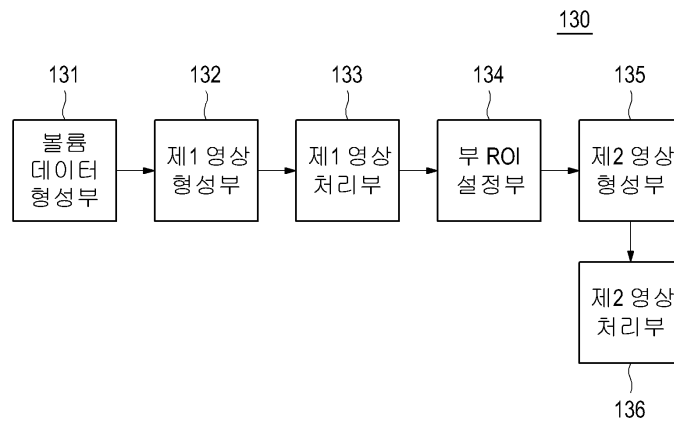 130
131
132
133
134
135
볼륨
데이터
형성부
제1 영상
형성부
제1 영상
처리부
부 ROI
설정부
제2 영상
형성부
제2 영상
처리부
136